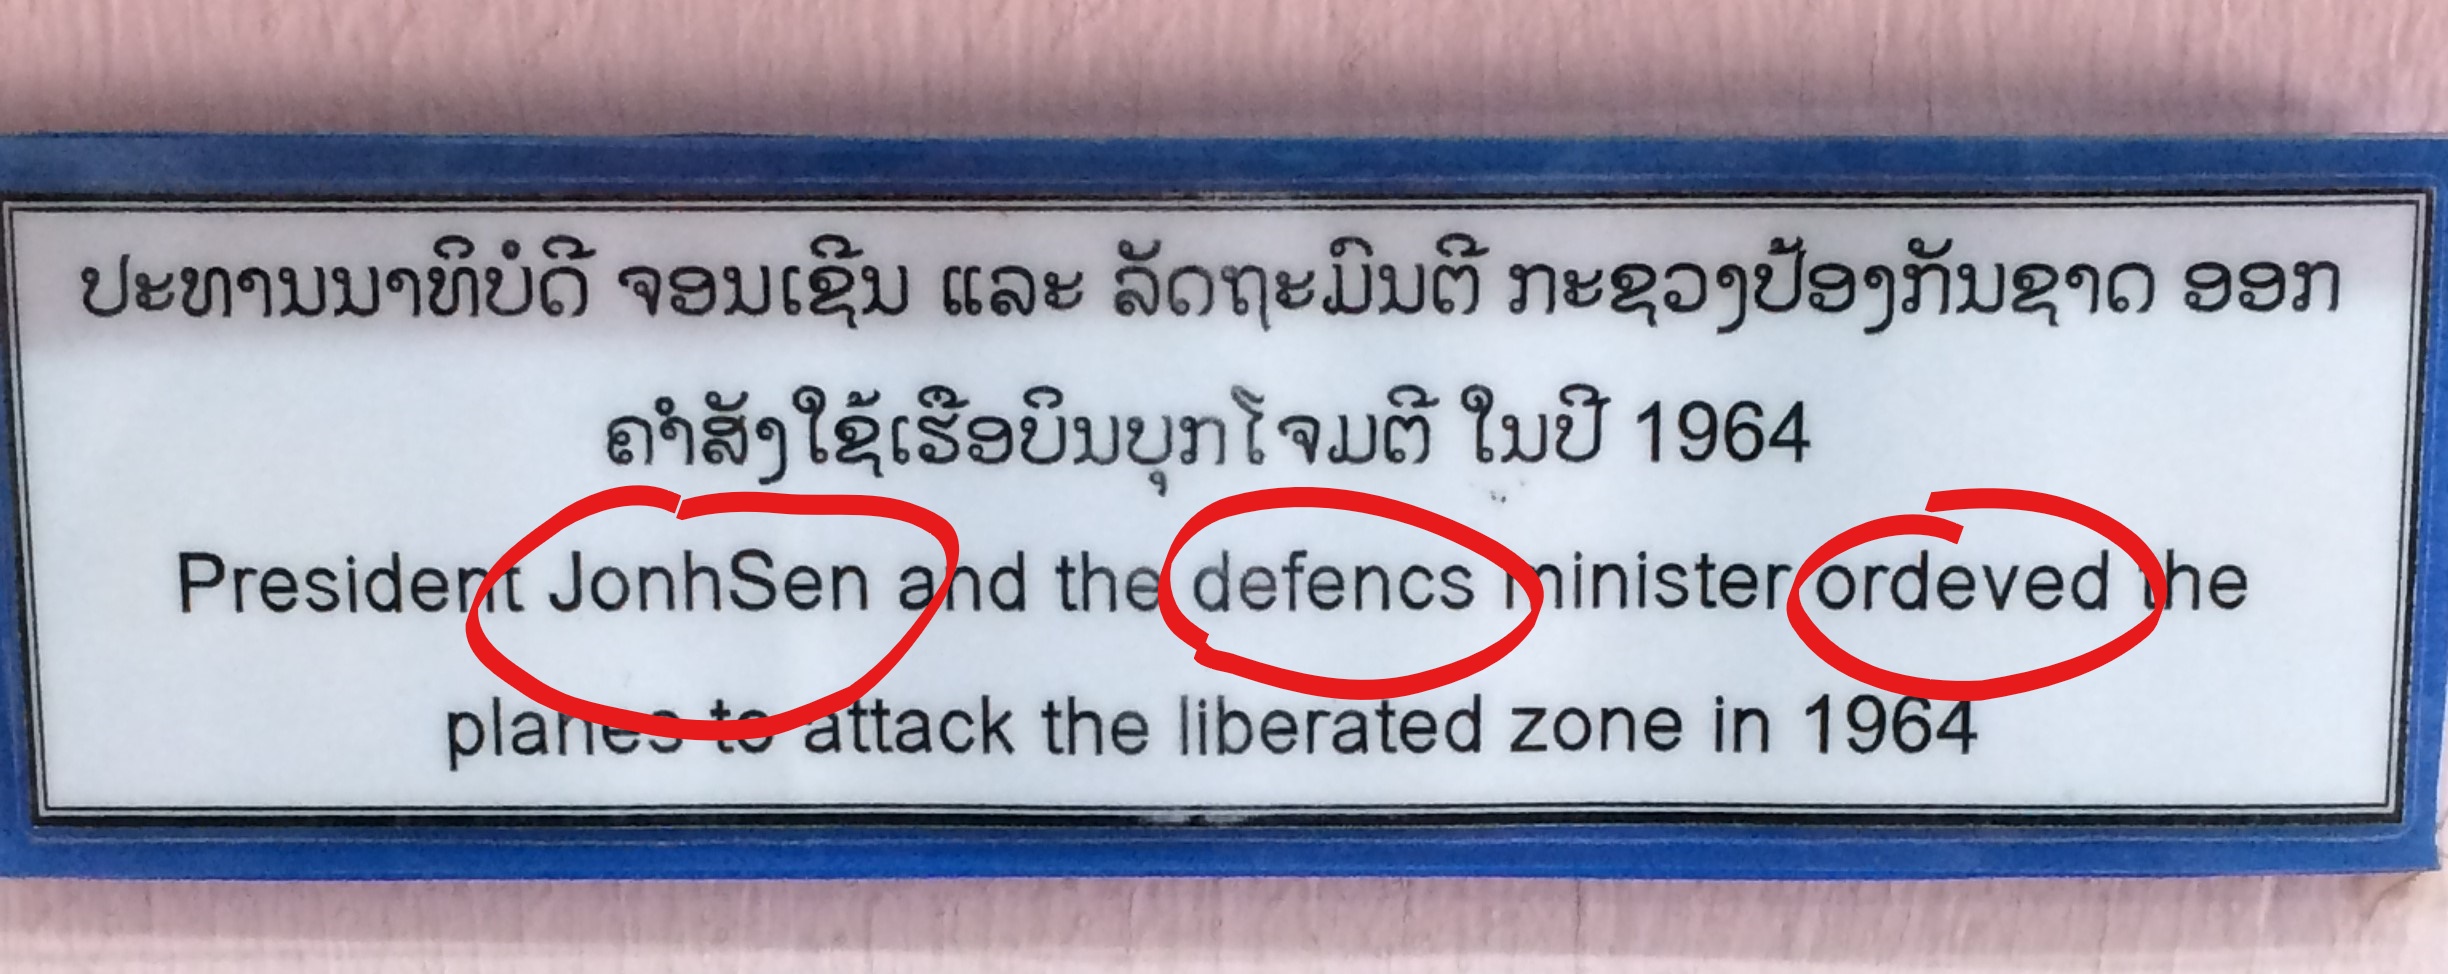 ປະທານນາທິບໍດີ ຈອນເຊີນ ແລະ ລັດຖະມົນຕີ ກະຊວງປ້ອງກັນຊາດ ອອກ
ຄຳສັ່ງໃຊ້ເຮືອບິນບຸກໂຈມຕີ ໃນປີ 1964
President JonhSen and the defencs minister ordeved the
planes to attack the liberated zone in 1964